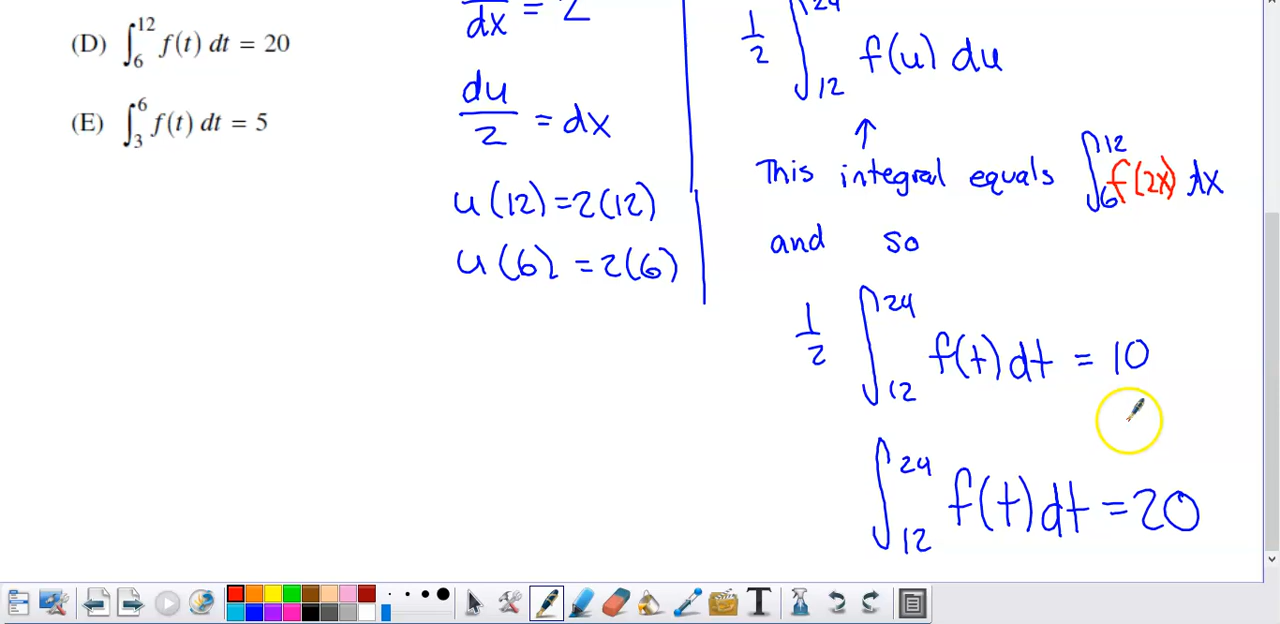 (D) ∫₆¹² f(t) dt = 20
(E) ∫₃⁶ f(t) dt = 5
dx = 2
du/2 = dx
u(12) = 2(12)
u(6) = 2(6)
1/2 ∫₁₂²⁴ f(u) du
↑
This integral equals ∫₆¹² f(2x) dx
and so
1/2 ∫₁₂²⁴ f(t) dt = 10
∫₁₂²⁴ f(t) dt = 20
T